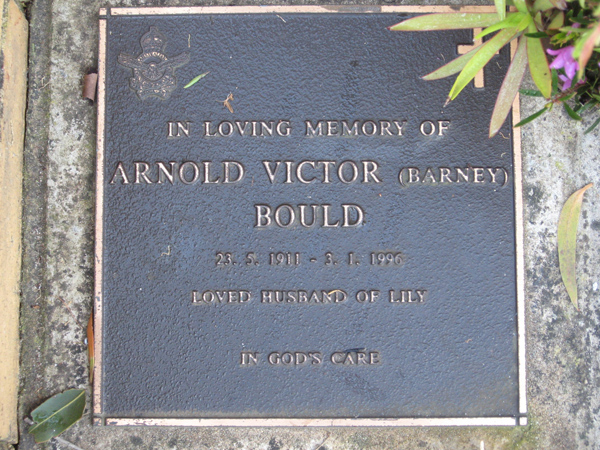 IN LOVING MEMORY OF
ARNOLD VICTOR (BARNEY)
BOULD
23. 5. 1911 - 3. 1. 1996
LOVED HUSBAND OF LILY
IN GOD'S CARE